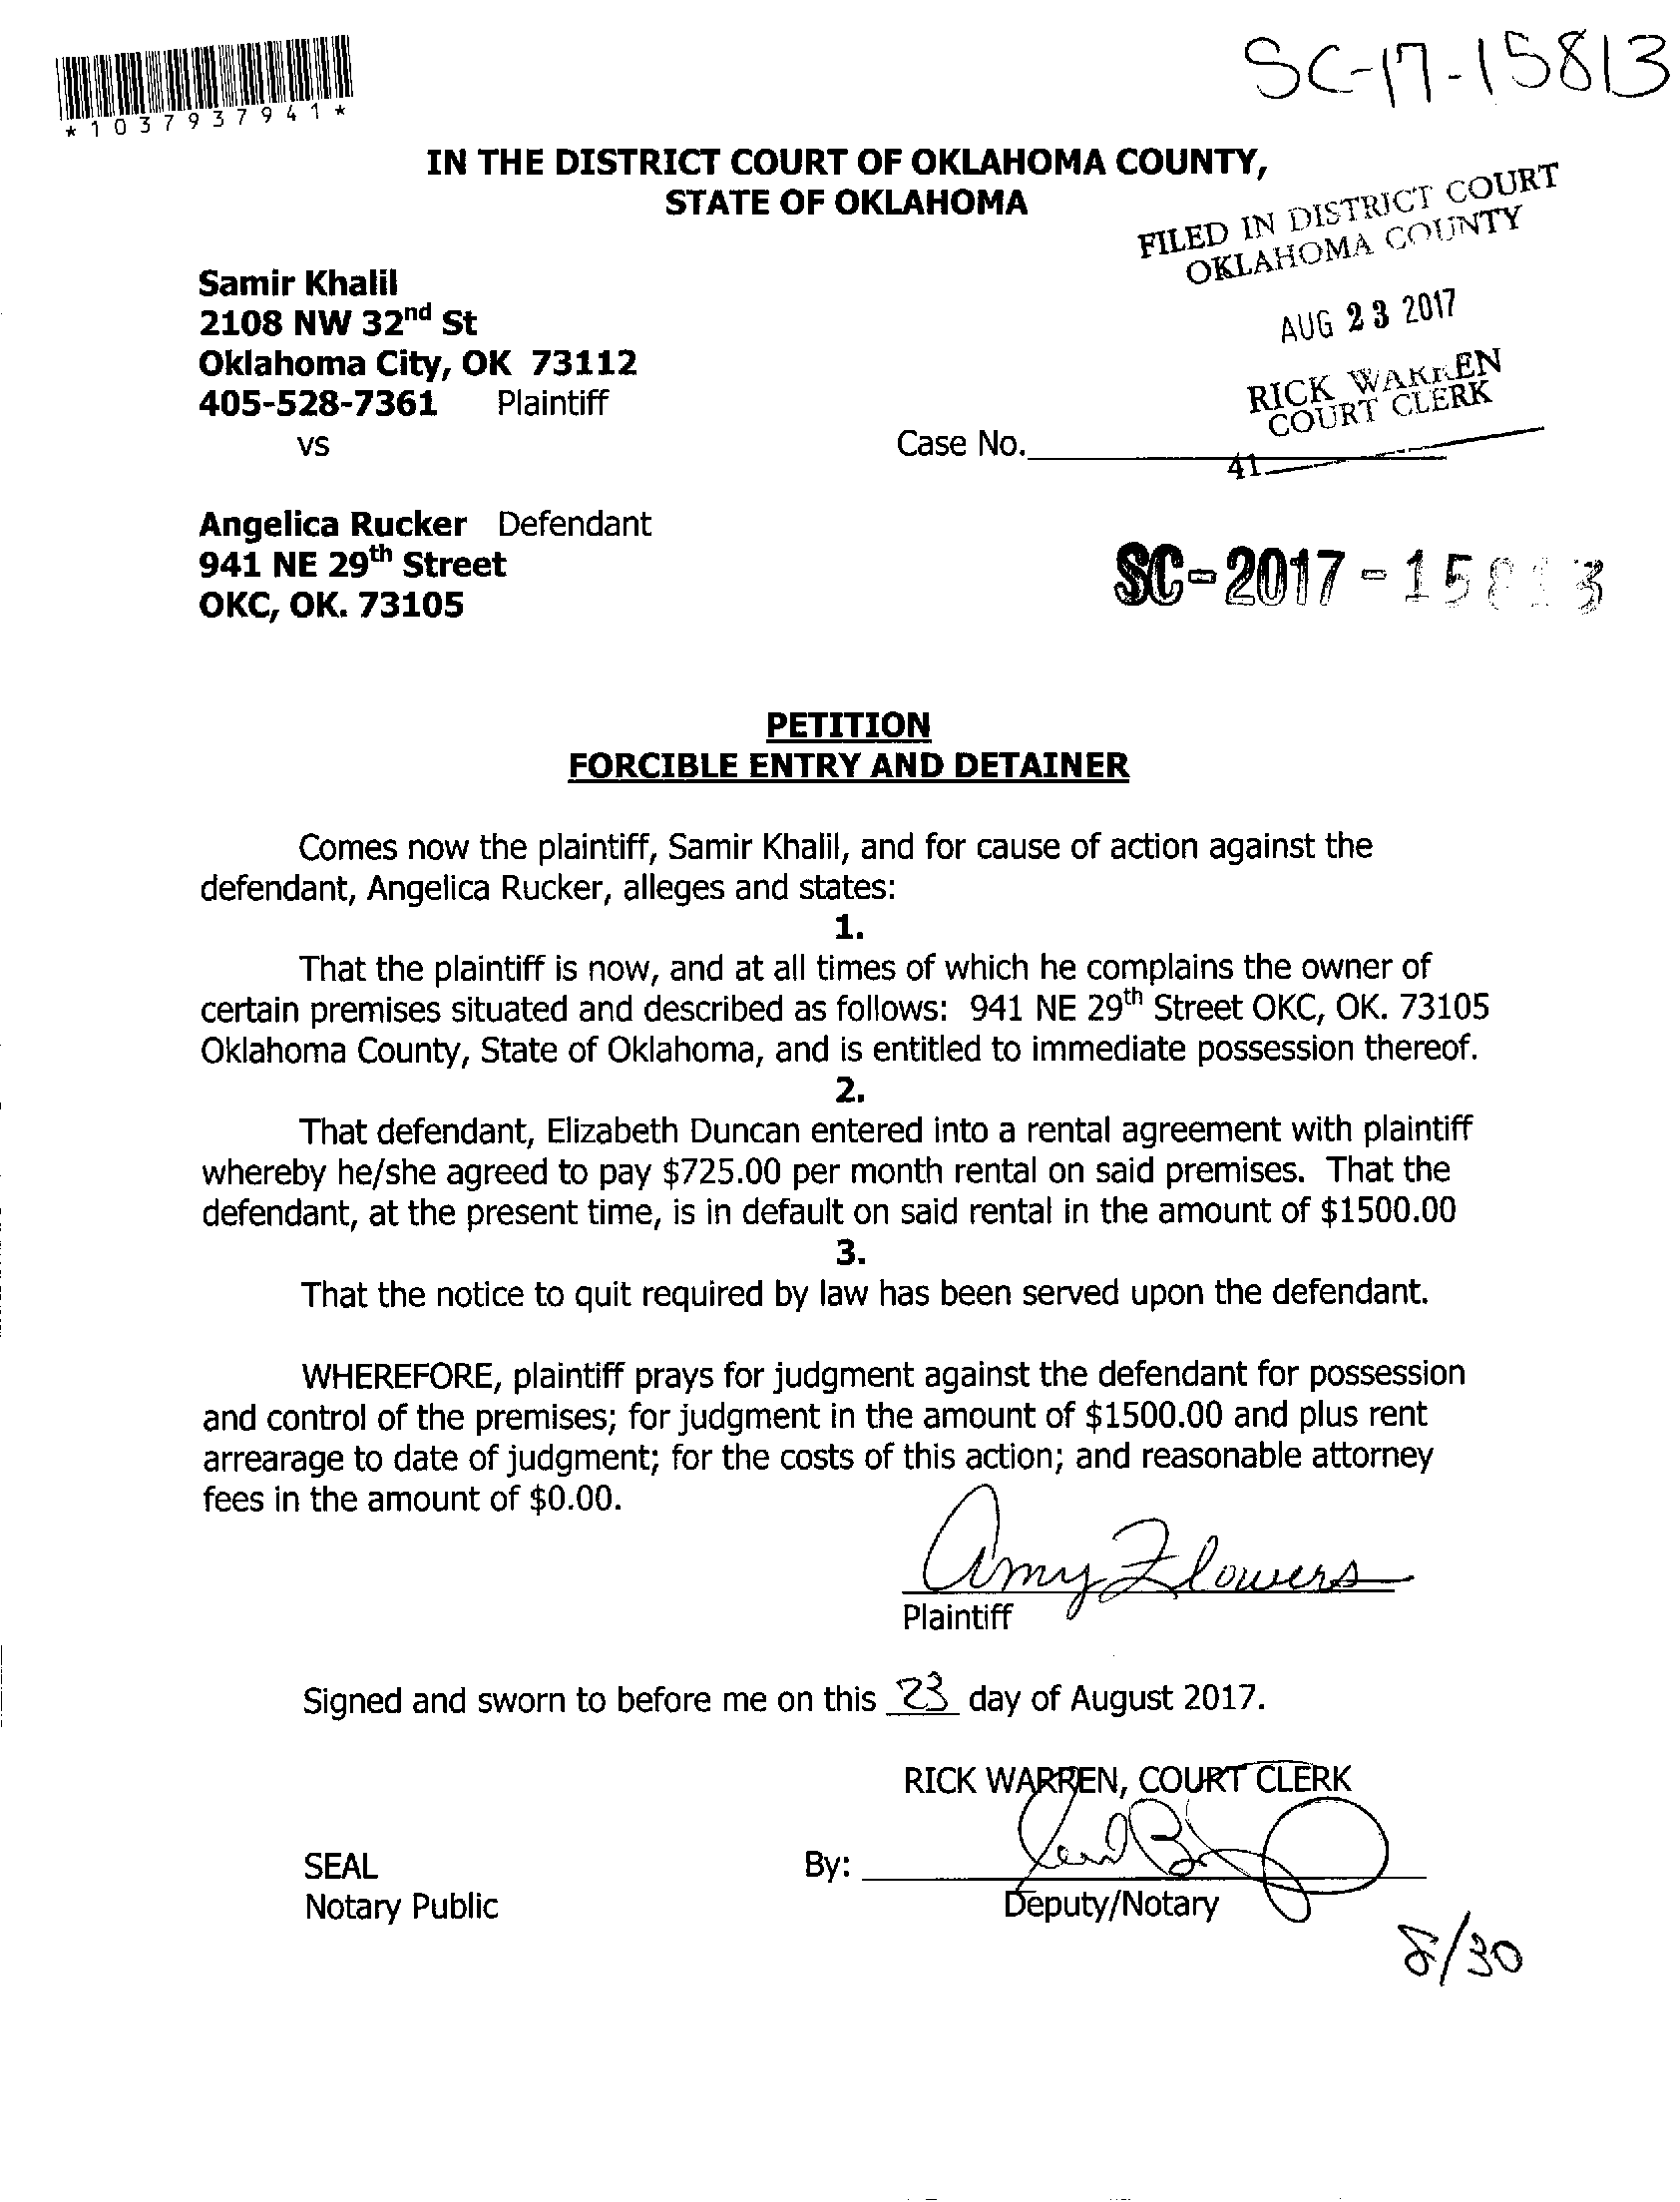 SC-17-15813
*1037937941*
IN THE DISTRICT COURT OF OKLAHOMA COUNTY,
STATE OF OKLAHOMA
FILED IN DISTRICT COURT
OKLAHOMA COUNTY
Samir Khalil
2108 NW 32nd St
AUG 23 2017
Oklahoma City, OK 73112
RICK WARREN
COURT CLERK
405-528-7361 Plaintiff
vs
Case No.
41
Angelica Rucker Defendant
941 NE 29th Street
OKC, OK. 73105
SC-2017-15813
PETITION
FORCIBLE ENTRY AND DETAINER
Comes now the plaintiff, Samir Khalil, and for cause of action against the
defendant, Angelica Rucker, alleges and states:
1.
That the plaintiff is now, and at all times of which he complains the owner of
certain premises situated and described as follows: 941 NE 29th Street OKC, OK. 73105
Oklahoma County, State of Oklahoma, and is entitled to immediate possession thereof.
2.
That defendant, Elizabeth Duncan entered into a rental agreement with plaintiff
whereby he/she agreed to pay $725.00 per month rental on said premises. That the
defendant, at the present time, is in default on said rental in the amount of $1500.00
3.
That the notice to quit required by law has been served upon the defendant.
WHEREFORE, plaintiff prays for judgment against the defendant for possession
and control of the premises; for judgment in the amount of $1500.00 and plus rent
arrearage to date of judgment; for the costs of this action; and reasonable attorney
fees in the amount of $0.00.
Amy Flowers
Plaintiff
Signed and sworn to before me on this 23 day of August 2017.
RICK WARREN, COURT CLERK
SEAL
By:
Notary Public
Deputy/Notary
8/30